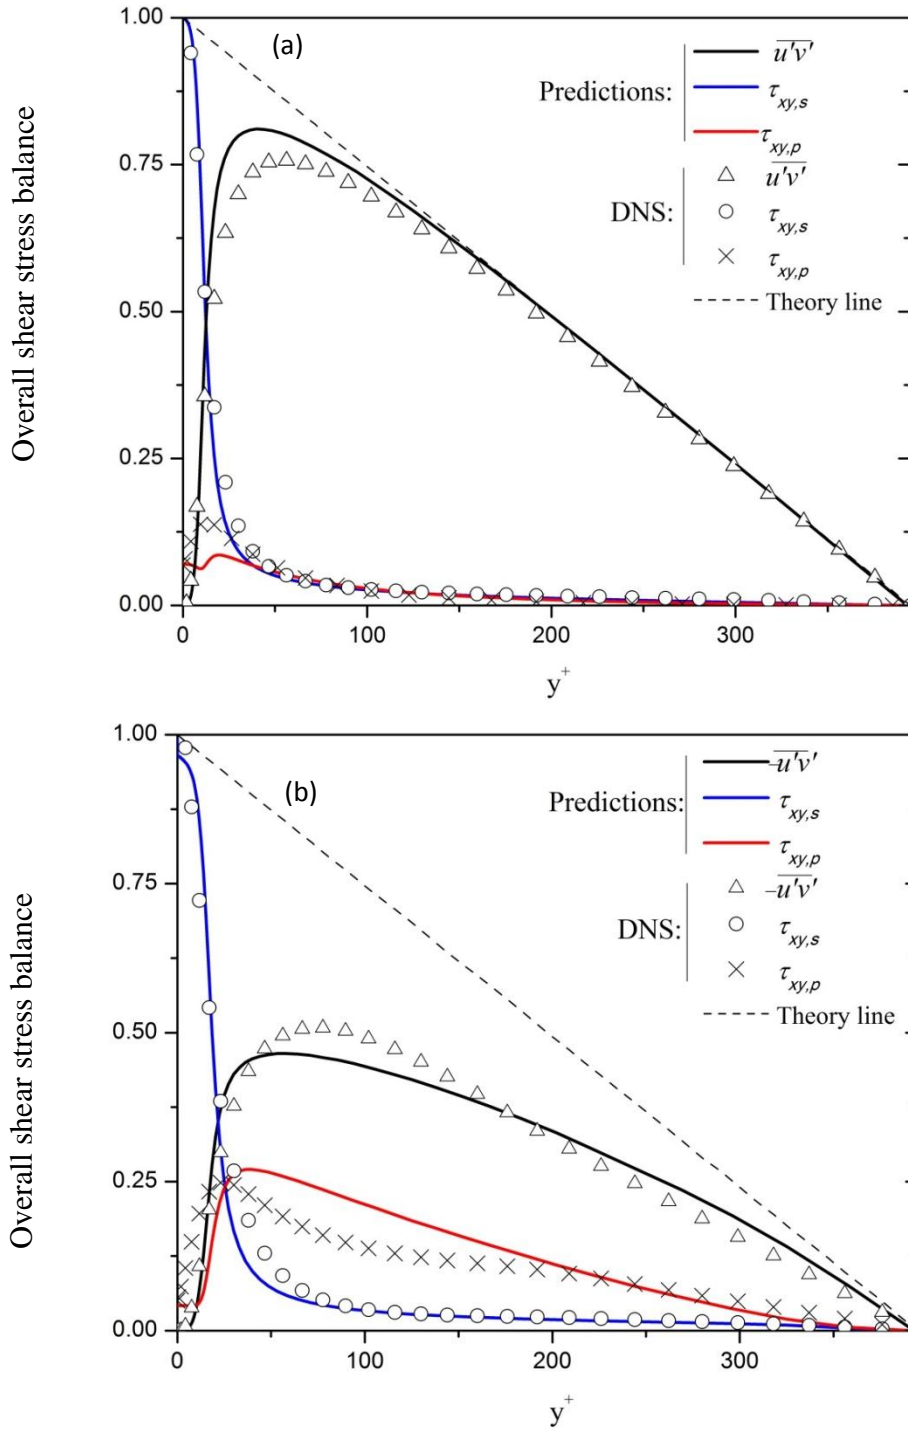 Overall shear stress balance
1.00
0.75
0.50
0.25
0.00
(a)
Predictions:
u'v'
τxy,s
τxy,p
DNS:
u'v'
τxy,s
τxy,p
Theory line
0
100
200
300
y+
Overall shear stress balance
1.00
0.75
0.50
0.25
0.00
(b)
Predictions:
–u'v'
τxy,s
τxy,p
DNS:
–u'v'
τxy,s
τxy,p
Theory line
0
100
200
300
y+